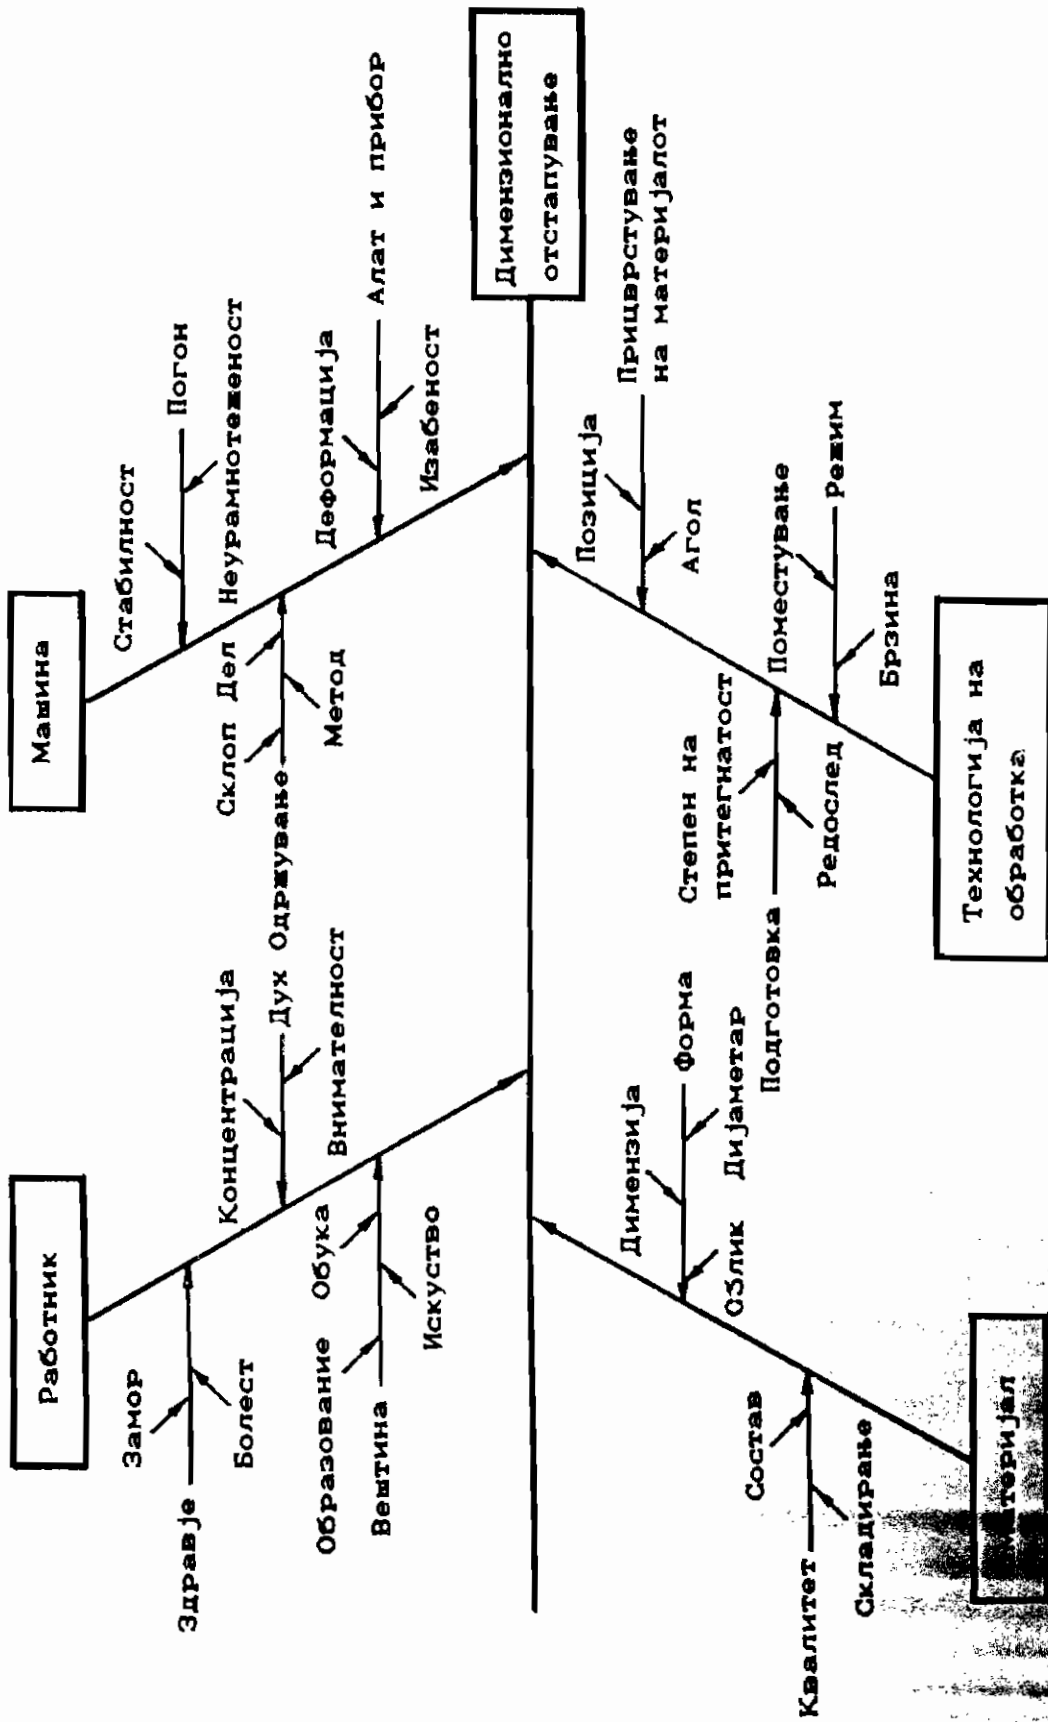 Работник
Машина
Замор
Здравје
Болест
Концентрација
Дух
Внимателност
Образование
Обука
Вештина
Искуство
Стабилност
Погон
Неурамнотеженост
Склоп
Дел
Одржување
Метод
Деформација
Алат и прибор
Изабеност
Димензионално
отстапување
Димензија
Форма
Облик
Дијаметар
Состав
Квалитет
Складирање
Позиција
Прицврстување
на материјалот
Агол
Степен на
притегнатост
Подготовка
Редослед
Поместување
Режим
Брзина
Материјал
Технологија на
обработка